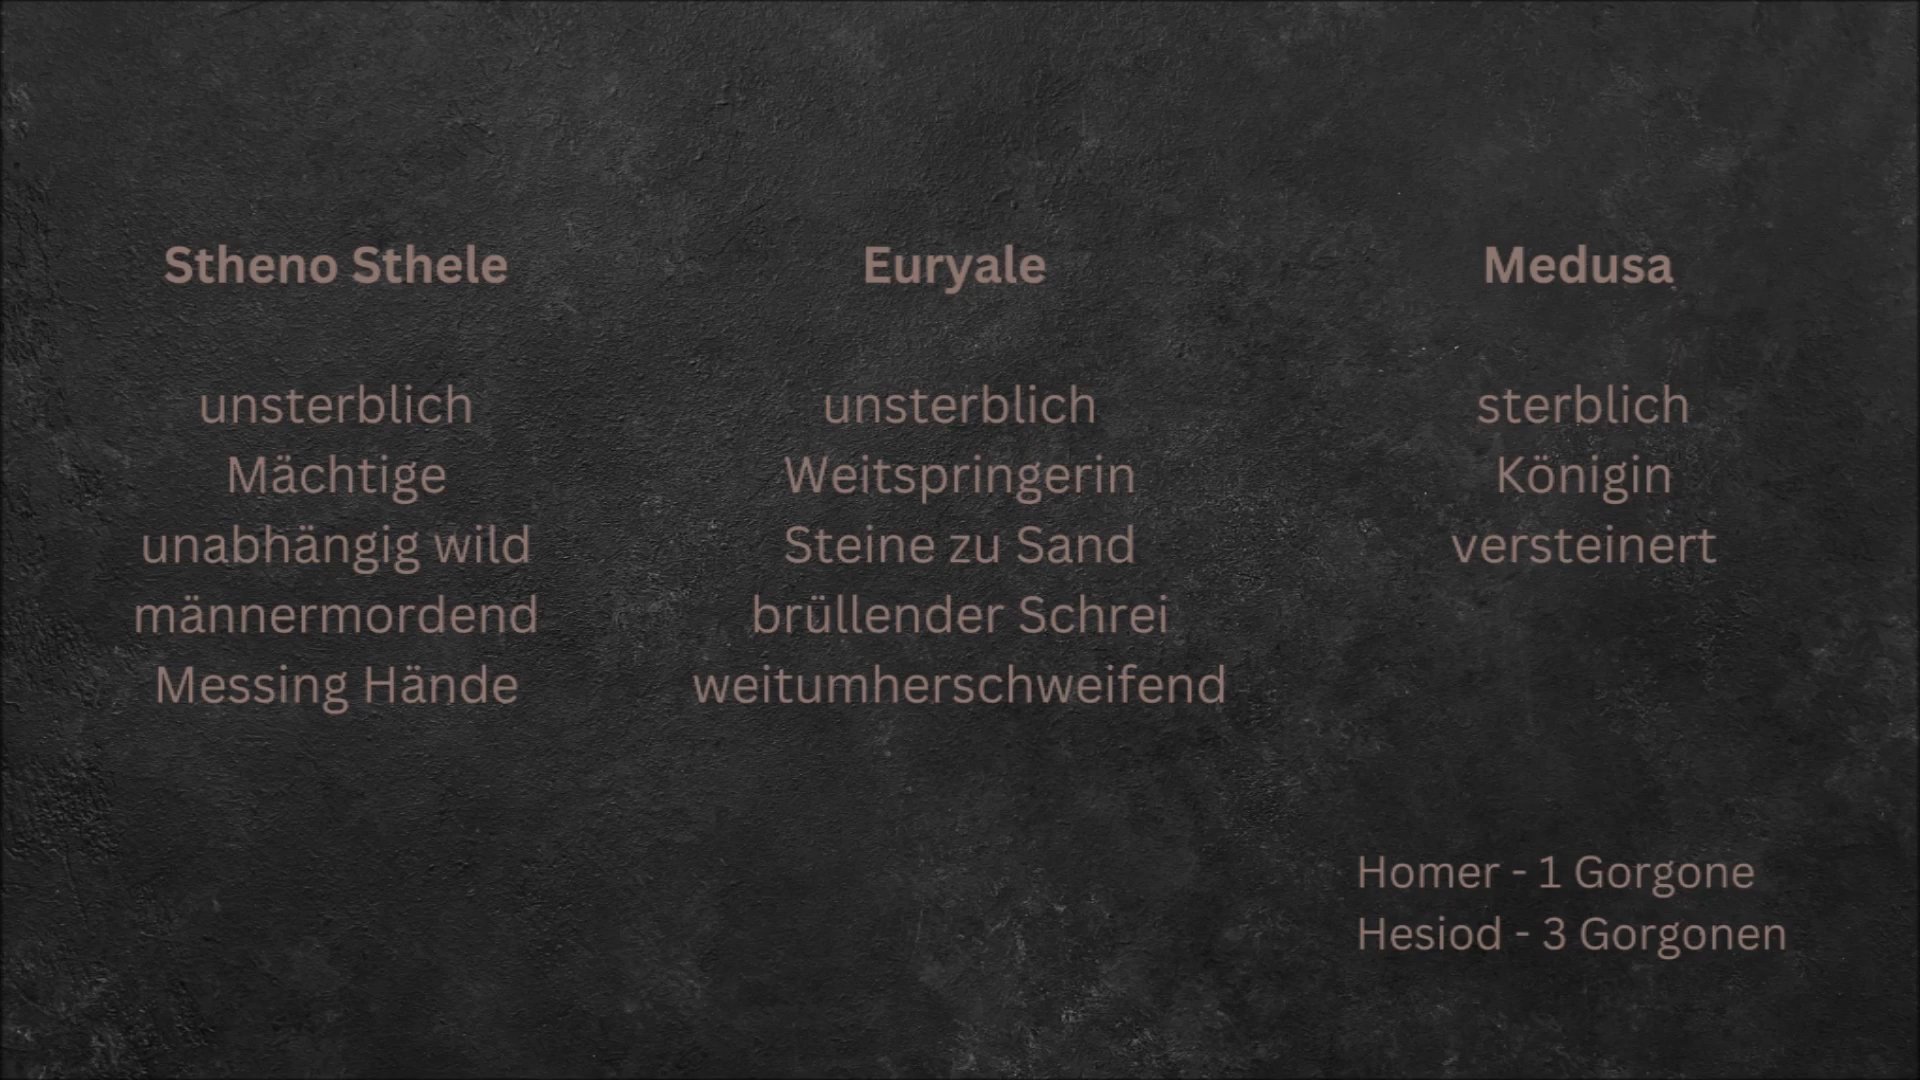 Stheno Sthele
unsterblich
Mächtige
unabhängig wild
männermordend
Messing Hände
Euryale
unsterblich
Weitspringerin
Steine zu Sand
brüllender Schrei
weitumherschweifend
Medusa
sterblich
Königin
versteinert
Homer - 1 Gorgone
Hesiod - 3 Gorgonen